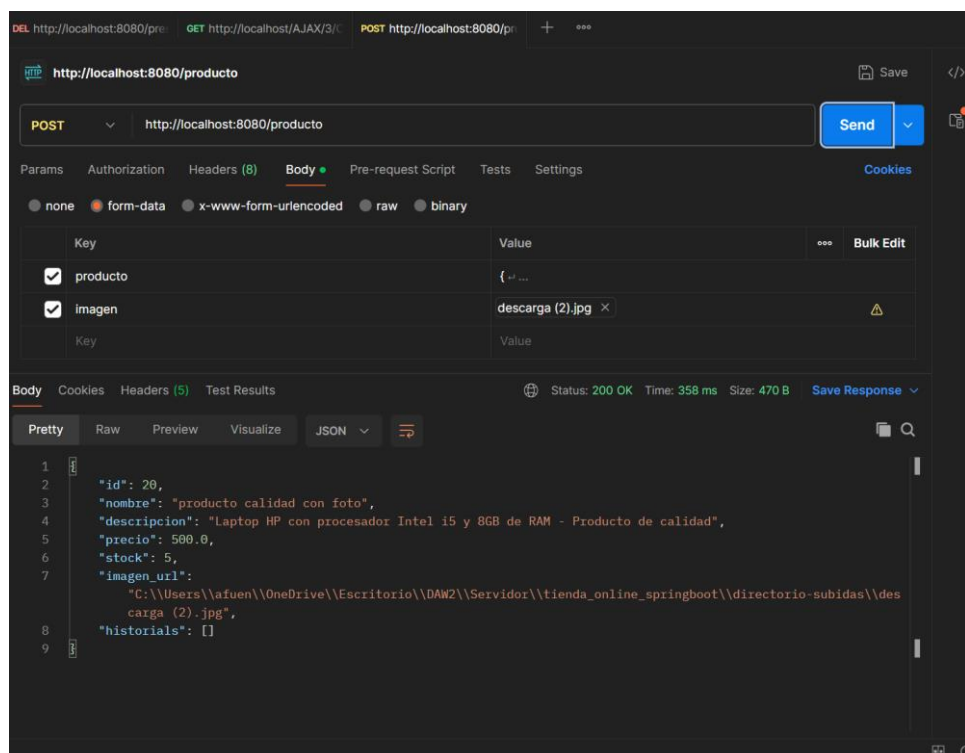 DEL http://localhost:8080/pre GET http://localhost/AJAX/3/ POST http://localhost:8080/pr
HTTP http://localhost:8080/producto Save </>
POST http://localhost:8080/producto Send
Params Authorization Headers (8) Body Pre-request Script Tests Settings Cookies
none form-data x-www-form-urlencoded raw binary
Key Value Bulk Edit
producto { ↵ ...
imagen descarga (2).jpg ×
Key Value
Body Cookies Headers (5) Test Results Status: 200 OK Time: 358 ms Size: 470 B Save Response
Pretty Raw Preview Visualize JSON
1 {
2 "id": 20,
3 "nombre": "producto calidad con foto",
4 "descripcion": "Laptop HP con procesador Intel i5 y 8GB de RAM - Producto de calidad",
5 "precio": 500.0,
6 "stock": 5,
7 "imagen_url":
"C:\\Users\\afuen\\OneDrive\\Escritorio\\DAW2\\Servidor\\tienda_online_springboot\\directorio-subidas\\des
carga (2).jpg",
8 "historials": []
9 }